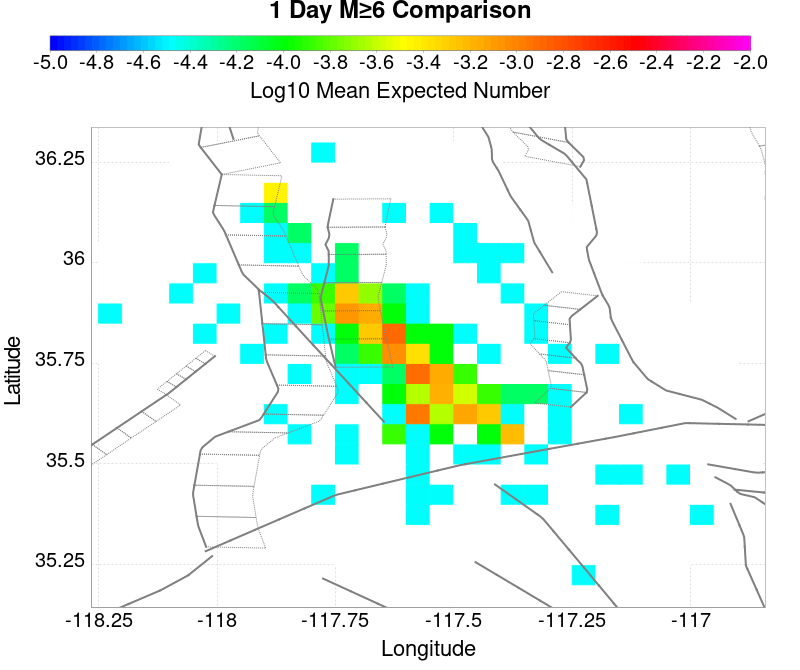 1 Day M≥6 Comparison
-5.0 -4.8 -4.6 -4.4 -4.2 -4.0 -3.8 -3.6 -3.4 -3.2 -3.0 -2.8 -2.6 -2.4 -2.2 -2.0
Log10 Mean Expected Number
36.25
36
35.75
35.5
35.25
Latitude
-118.25 -118 -117.75 -117.5 -117.25 -117
Longitude